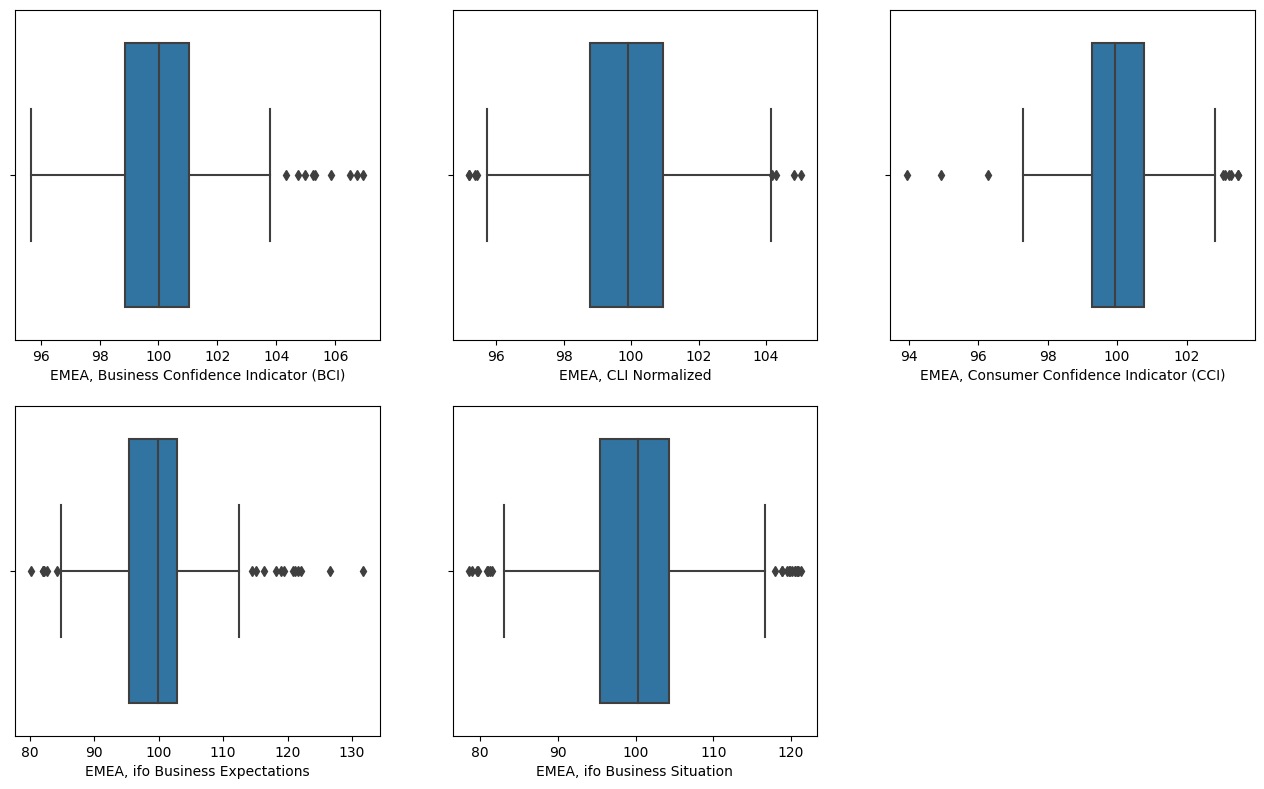 96 98 100 102 104 106
EMEA, Business Confidence Indicator (BCI)
96 98 100 102 104
EMEA, CLI Normalized
94 96 98 100 102
EMEA, Consumer Confidence Indicator (CCI)
80 90 100 110 120 130
EMEA, ifo Business Expectations
80 90 100 110 120
EMEA, ifo Business Situation